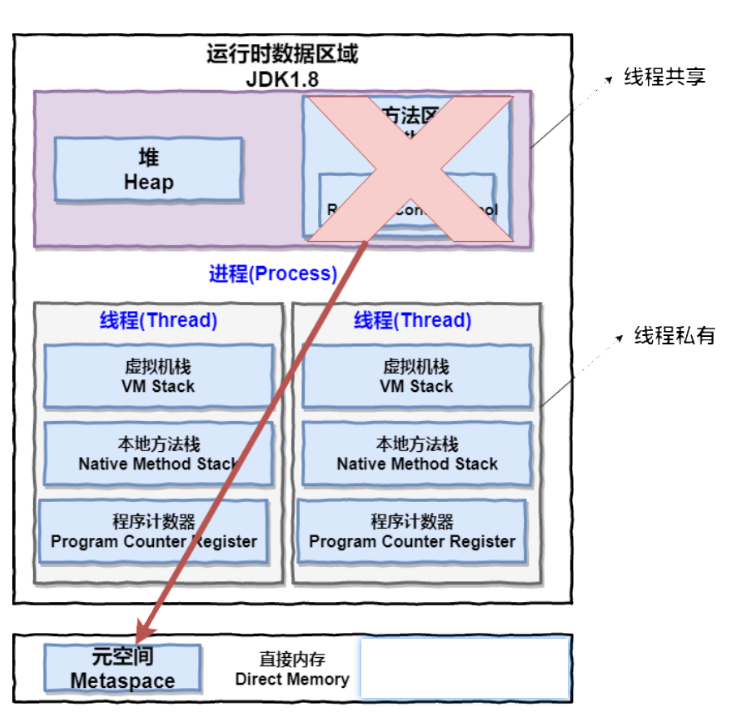 运行时数据区域
JDK1.8
线程共享
堆
Heap
方法区
进程(Process)
线程(Thread)
虚拟机栈
VM Stack
本地方法栈
Native Method Stack
程序计数器
Program Counter Register
线程(Thread)
虚拟机栈
VM Stack
本地方法栈
Native Method Stack
程序计数器
Program Counter Register
线程私有
元空间
Metaspace
直接内存
Direct Memory